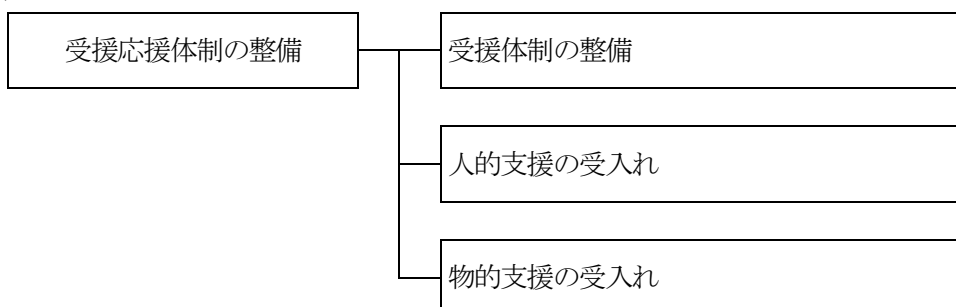 受援応援体制の整備
受援体制の整備
人的支援の受入れ
物的支援の受入れ